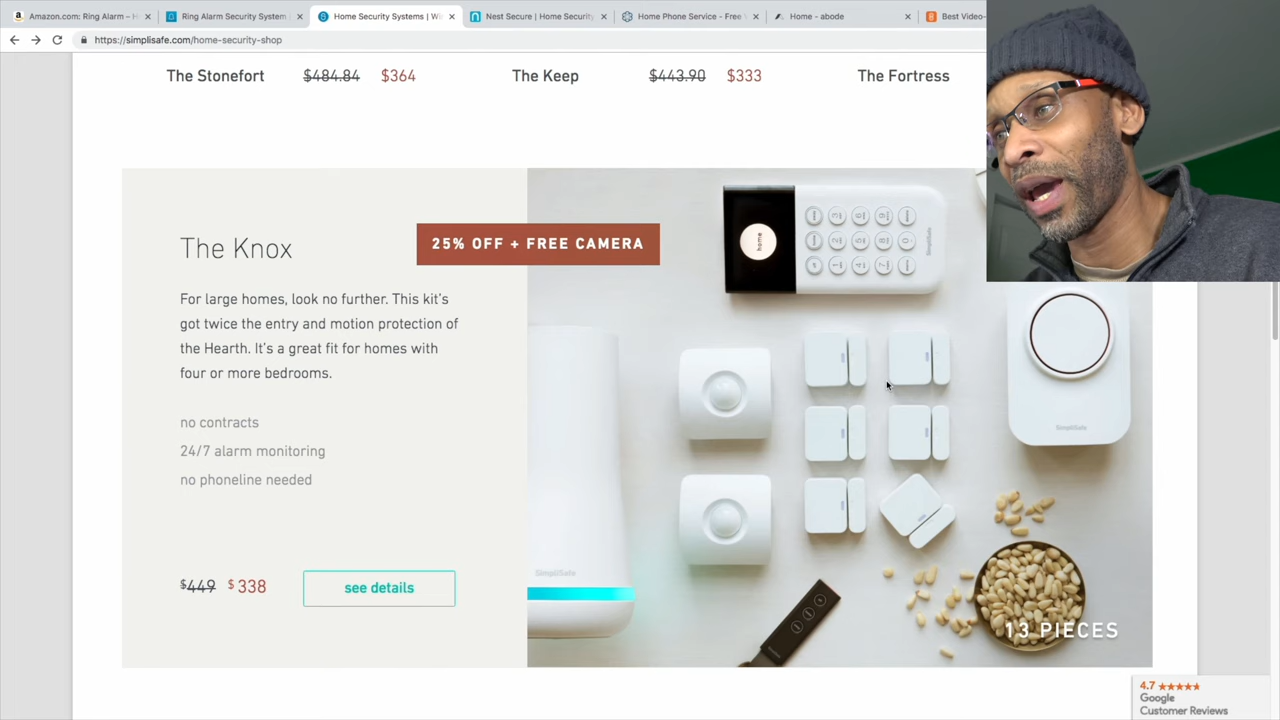 Amazon.com: Ring Alarm – H
Ring Alarm Security System
Home Security Systems | Wi
Nest Secure | Home Security
Home Phone Service - Free V
Home - abode
Best Video-
https://simplisafe.com/home-security-shop
The Stonefort $484.84 $364
The Keep $443.90 $333
The Fortress
The Knox
25% OFF + FREE CAMERA
For large homes, look no further. This kit’s
got twice the entry and motion protection of
the Hearth. It’s a great fit for homes with
four or more bedrooms.
no contracts
24/7 alarm monitoring
no phoneline needed
$449 $338
see details
home
SimpliSafe
SimpliSafe
SimpliSafe
13 PIECES
4.7
Google
Customer Reviews